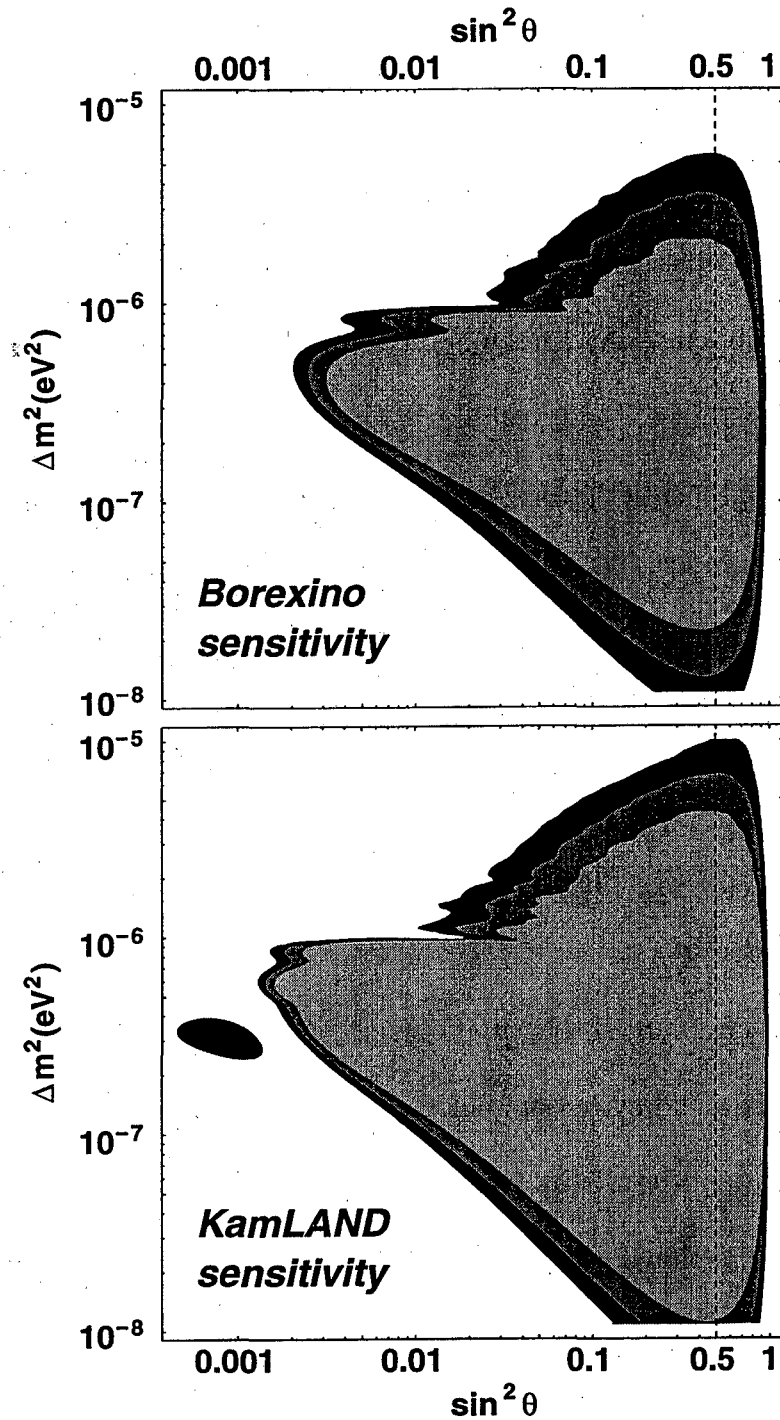 sin² θ
0.001 0.01 0.1 0.5 1
10⁻⁵
10⁻⁶
Δm²(eV²)
10⁻⁷
Borexino
sensitivity
10⁻⁸
10⁻⁵
10⁻⁶
Δm²(eV²)
10⁻⁷
KamLAND
sensitivity
10⁻⁸
0.001 0.01 0.1 0.5 1
sin² θ